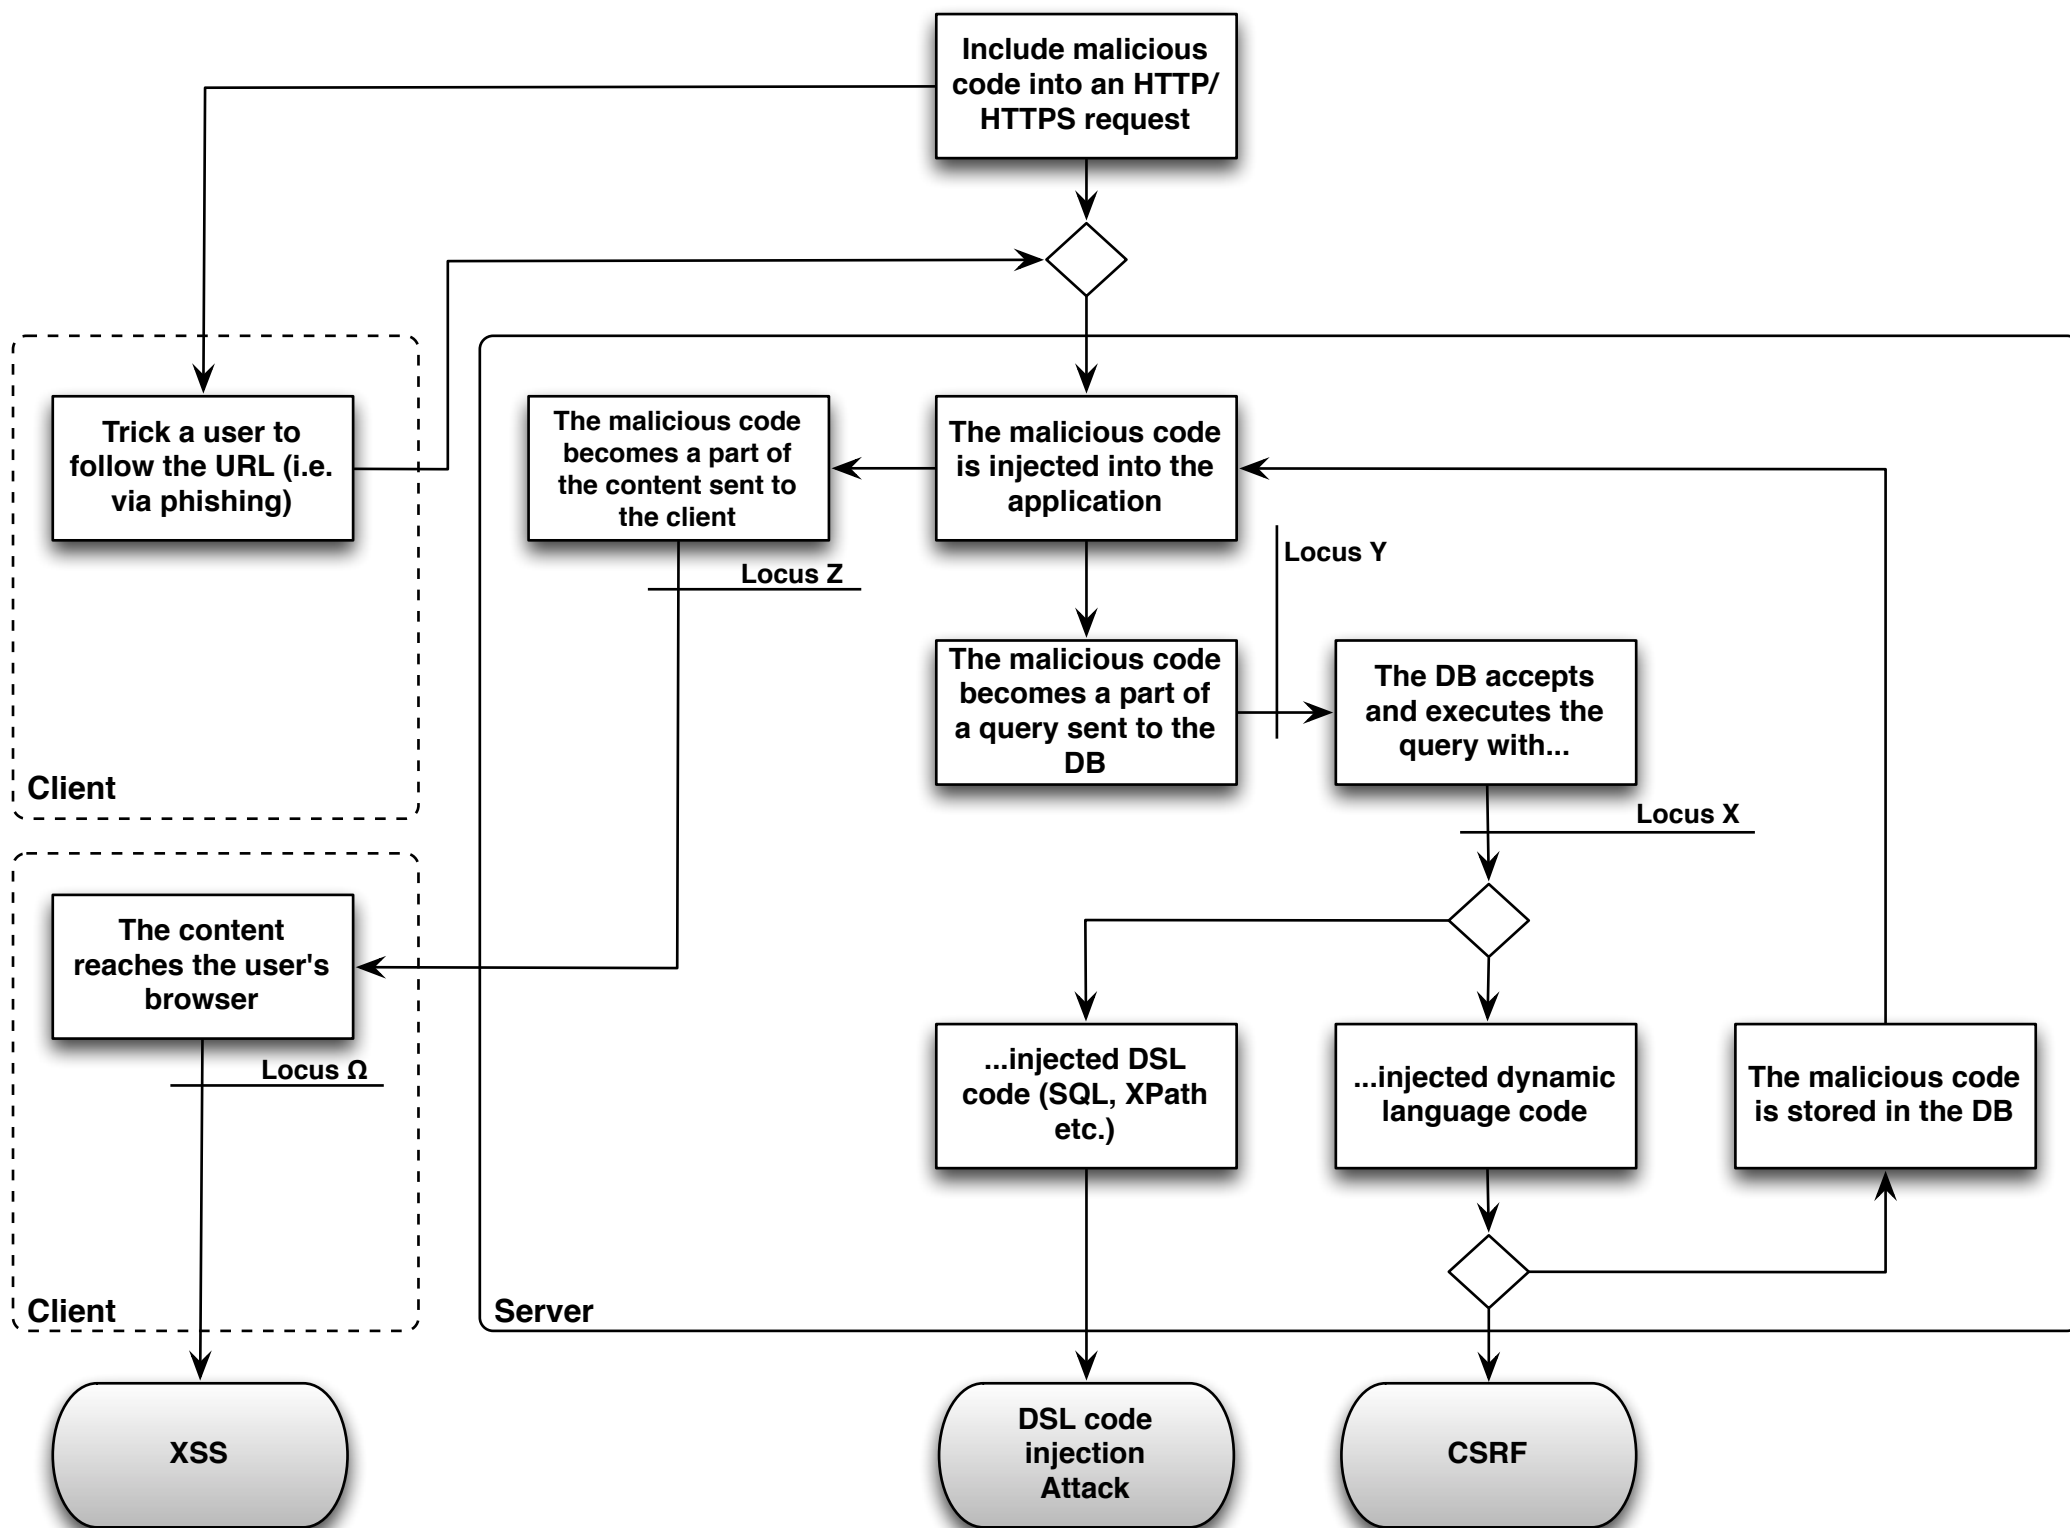 Include malicious
code into an HTTP/
HTTPS request
Trick a user to
follow the URL (i.e.
via phishing)
The malicious code
becomes a part of
the content sent to
the client
The malicious code
is injected into the
application
Locus Y
Locus Z
The malicious code
becomes a part of
a query sent to the
DB
The DB accepts
and executes the
query with...
Client
Locus X
The content
reaches the user's
browser
Locus Ω
...injected DSL
code (SQL, XPath
etc.)
...injected dynamic
language code
The malicious code
is stored in the DB
Client
Server
XSS
DSL code
injection
Attack
CSRF